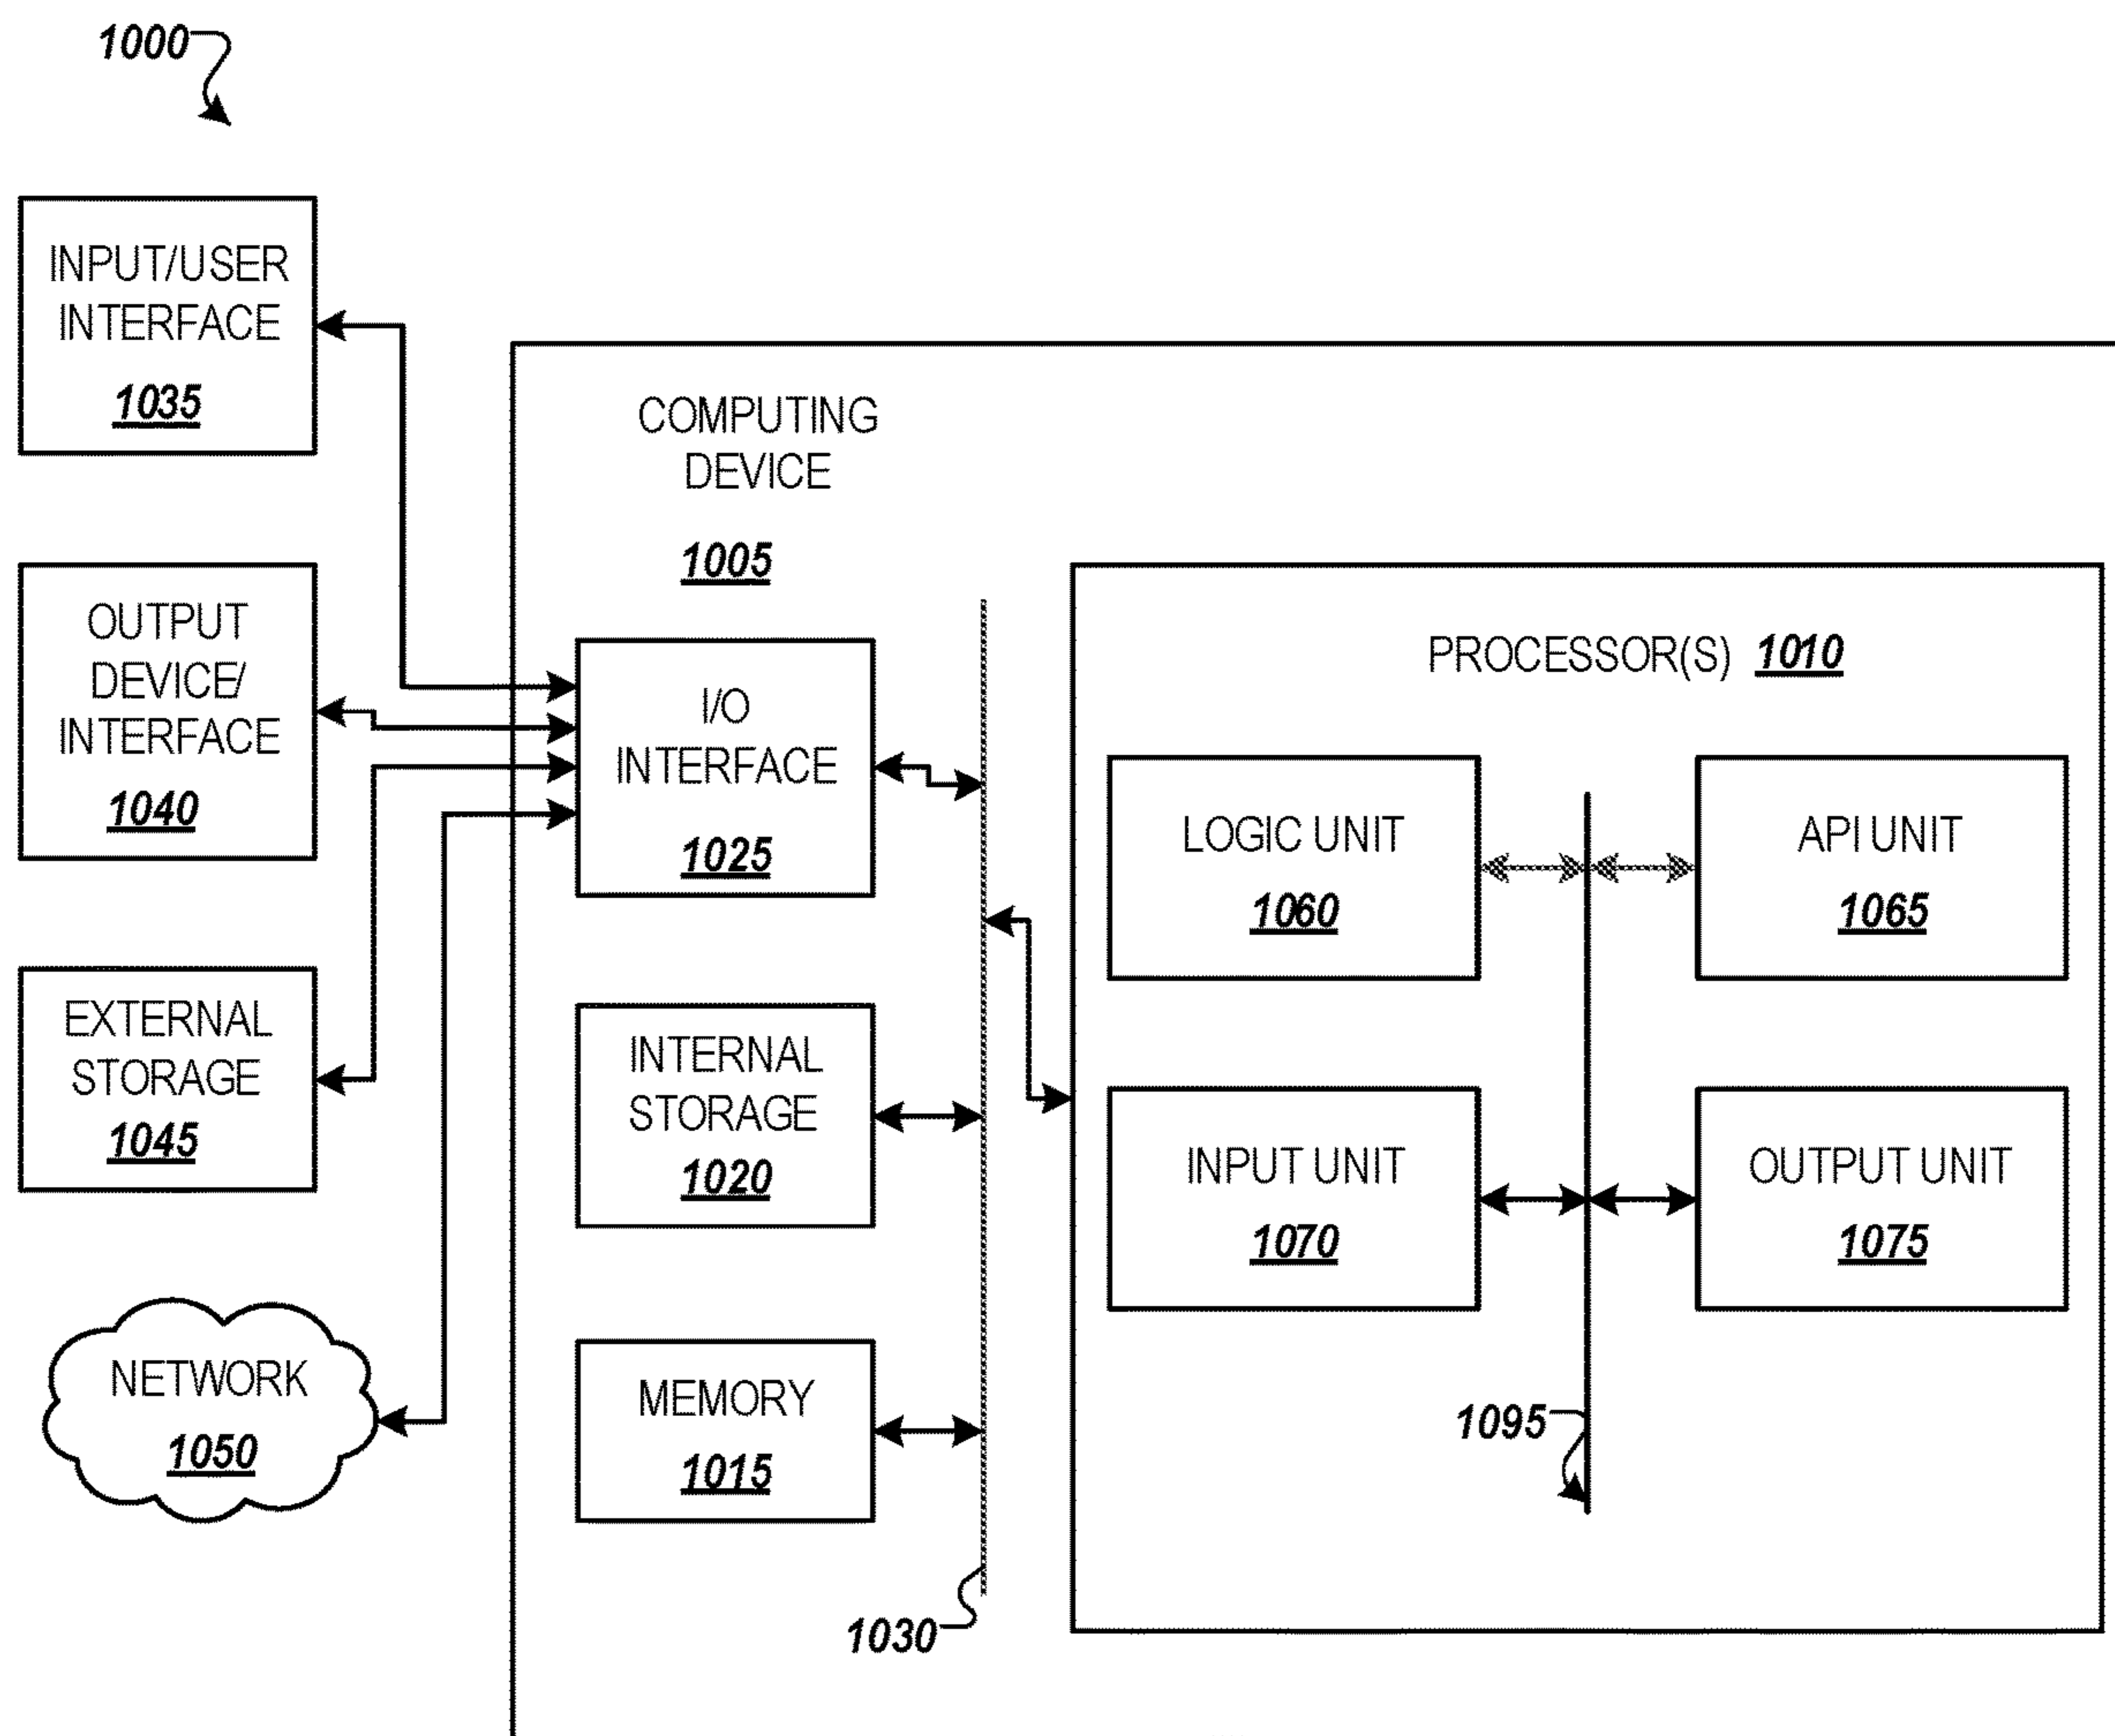 1000
INPUT/USER
INTERFACE
1035
OUTPUT
DEVICE/
INTERFACE
1040
EXTERNAL
STORAGE
1045
NETWORK
1050
COMPUTING
DEVICE
1005
I/O
INTERFACE
1025
INTERNAL
STORAGE
1020
MEMORY
1015
1030
PROCESSOR(S) 1010
LOGIC UNIT
1060
API UNIT
1065
INPUT UNIT
1070
OUTPUT UNIT
1075
1095